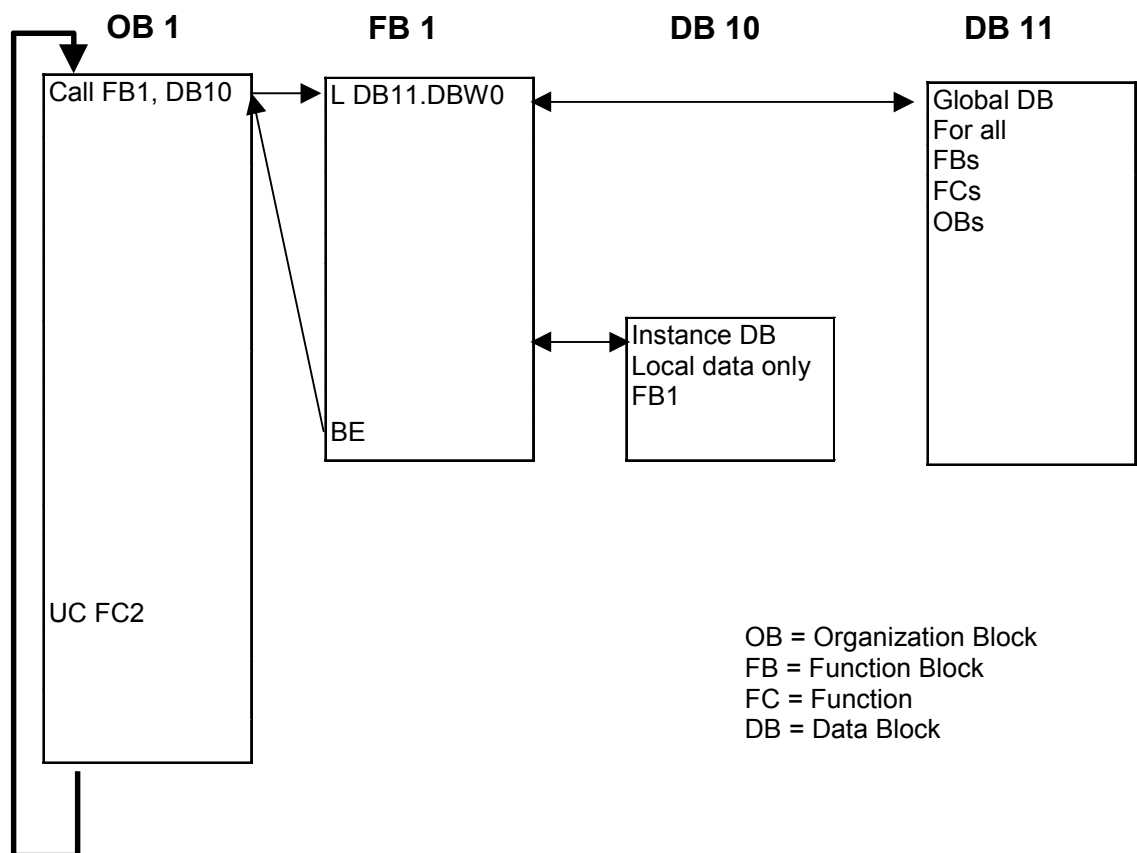 OB 1 FB 1 DB 10 DB 11
Call FB1, DB10
L DB11.DBW0
Global DB
For all
FBs
FCs
OBs
Instance DB
Local data only
FB1
BE
UC FC2
OB = Organization Block
FB = Function Block
FC = Function
DB = Data Block